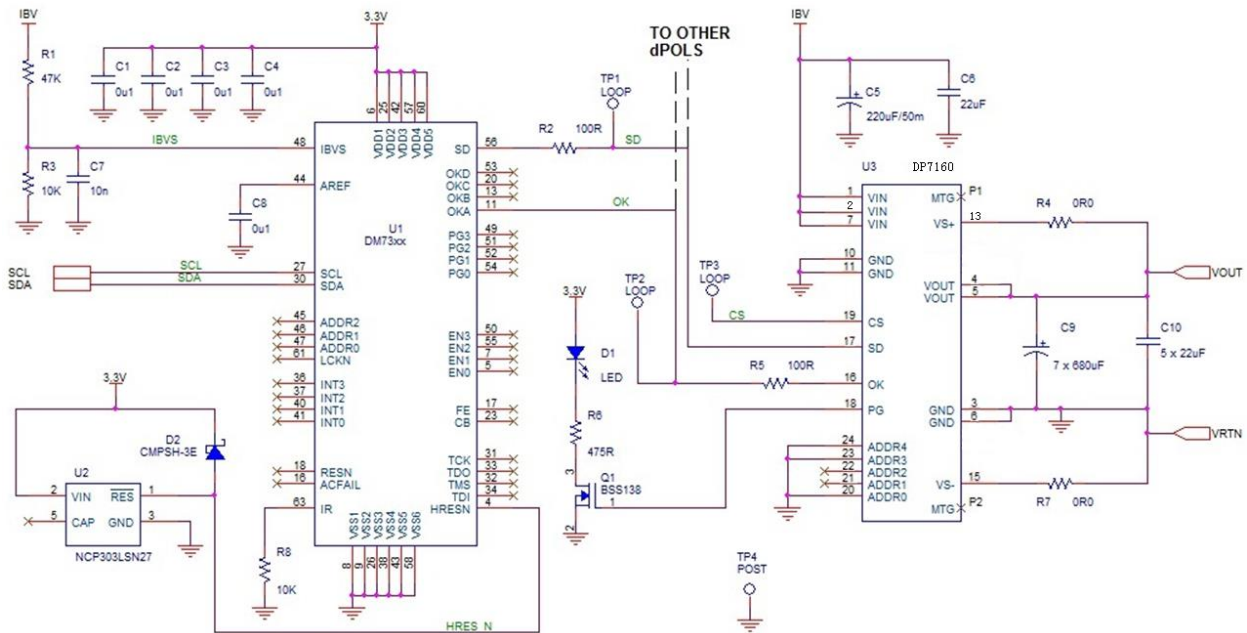 IBV
R1
47K
C1
0u1
C2
0u1
C3
0u1
C4
0u1
3.3V
TO OTHER
dPOLS
IBV
C5
220uF/50m
C6
22uF
TP1
LOOP
R2 100R
SD
IBVS
R3
10K
C7
10n
C8
0u1
SCL
SDA
SCL
SDA
6 25 42 57 60
VDD1
VDD2
VDD3
VDD4
VDD5
48 IBVS
44 AREF
27 SCL
30 SDA
45 ADDR2
46 ADDR1
47 ADDR0
61 LCKN
36 INT3
37 INT2
40 INT1
41 INT0
18 RESN
16 ACFAIL
63 IR
U1
DM73xx
SD 56
OKD 53
OKC 20
OKB 13
OKA 11
PG3 49
PG2 51
PG1 52
PG0 54
EN3 50
EN2 55
EN1 7
EN0 5
FE 17
CB 23
TCK 31
TDO 33
TMS 32
TDI 34
HRESN 4
VSS1
VSS2
VSS3
VSS4
VSS5
VSS6
8 9 26 38 43 58
OK
TP2
LOOP
TP3
LOOP
CS
3.3V
D1
LED
R6
475R
3
Q1
BSS138
1
2
R5 100R
U3 DP7160
1 VIN
2 VIN
7 VIN
10 GND
11 GND
19 CS
17 SD
16 OK
18 PG
24 ADDR4
23 ADDR3
22 ADDR2
21 ADDR1
20 ADDR0
MTG P1
VS+ 13
VOUT 4
VOUT 5
GND 3
GND 6
VS- 15
MTG P2
R4 0R0
VOUT
C9
7 x 680uF
C10
5 x 22uF
VRTN
R7 0R0
TP4
POST
3.3V
D2
CMPSH-3E
U2
2 VIN
RES 1
5 CAP
GND 3
NCP303LSN27
R8
10K
HRES_N